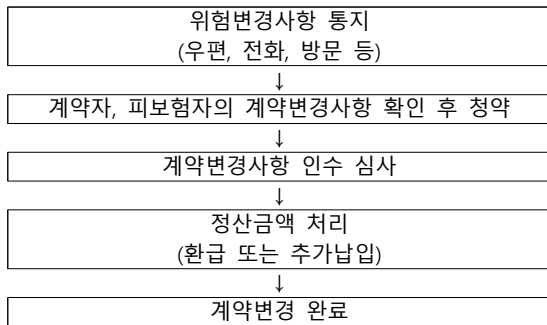 위험변경사항 통지
(우편, 전화, 방문 등)
↓
계약자, 피보험자의 계약변경사항 확인 후 청약
↓
계약변경사항 인수 심사
↓
정산금액 처리
(환급 또는 추가납입)
↓
계약변경 완료